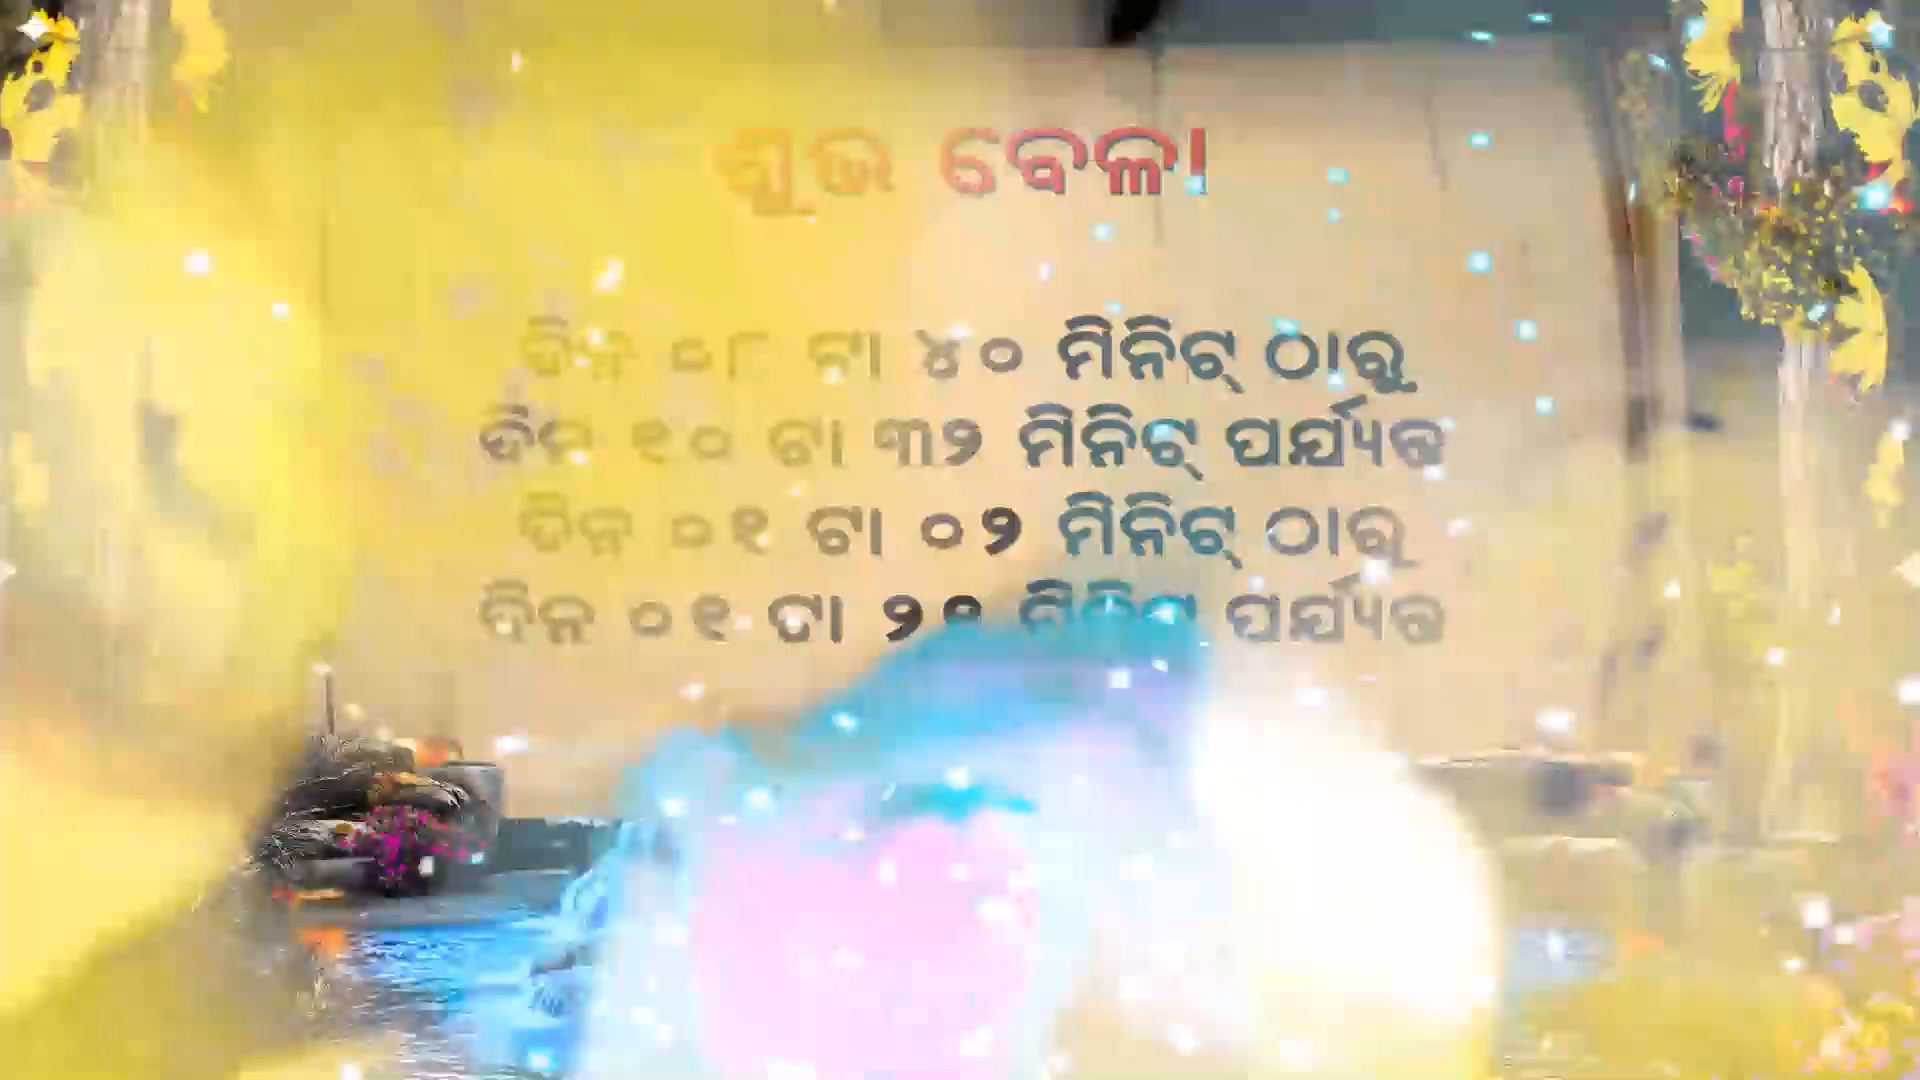 ଶୁଭ ବେଳା
ଦିନ ୦୮ ଟା ୪୦ ମିନିଟ୍ ଠାରୁ
ଦିନ ୧୦ ଟା ୩୨ ମିନିଟ୍ ପର୍ଯ୍ୟନ୍ତ
ଦିନ ୦୧ ଟା ୦୨ ମିନିଟ୍ ଠାରୁ
ଦିନ ୦୧ ଟା ମିନିଟ୍ ପର୍ଯ୍ୟନ୍ତ